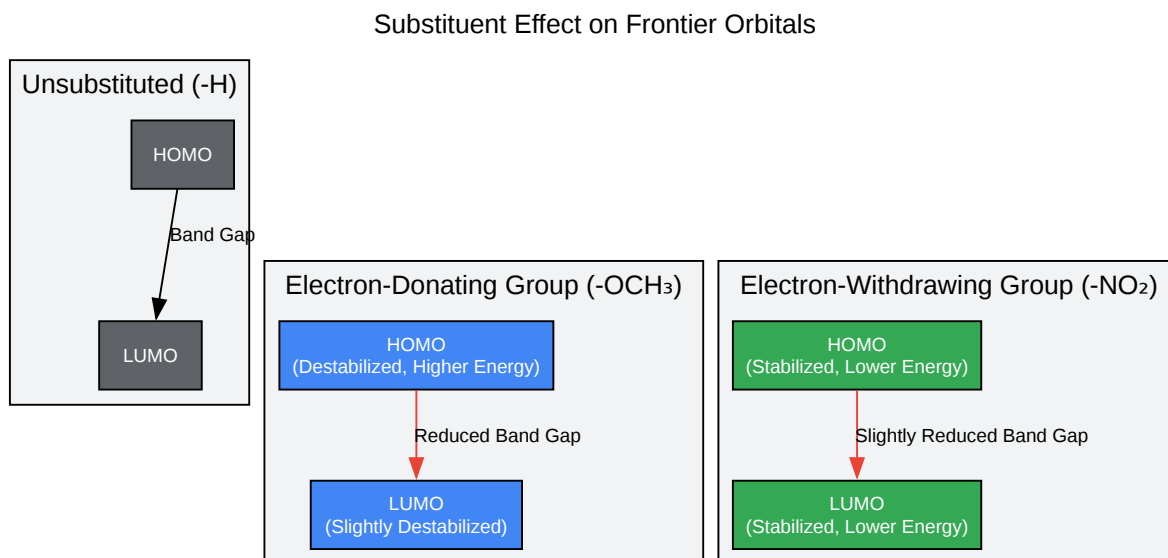 Substituent Effect on Frontier Orbitals
Unsubstituted (-H)
HOMO
Band Gap
LUMO
Electron-Donating Group (-OCH₃)
HOMO
(Destabilized, Higher Energy)
Reduced Band Gap
LUMO
(Slightly Destabilized)
Electron-Withdrawing Group (-NO₂)
HOMO
(Stabilized, Lower Energy)
Slightly Reduced Band Gap
LUMO
(Stabilized, Lower Energy)